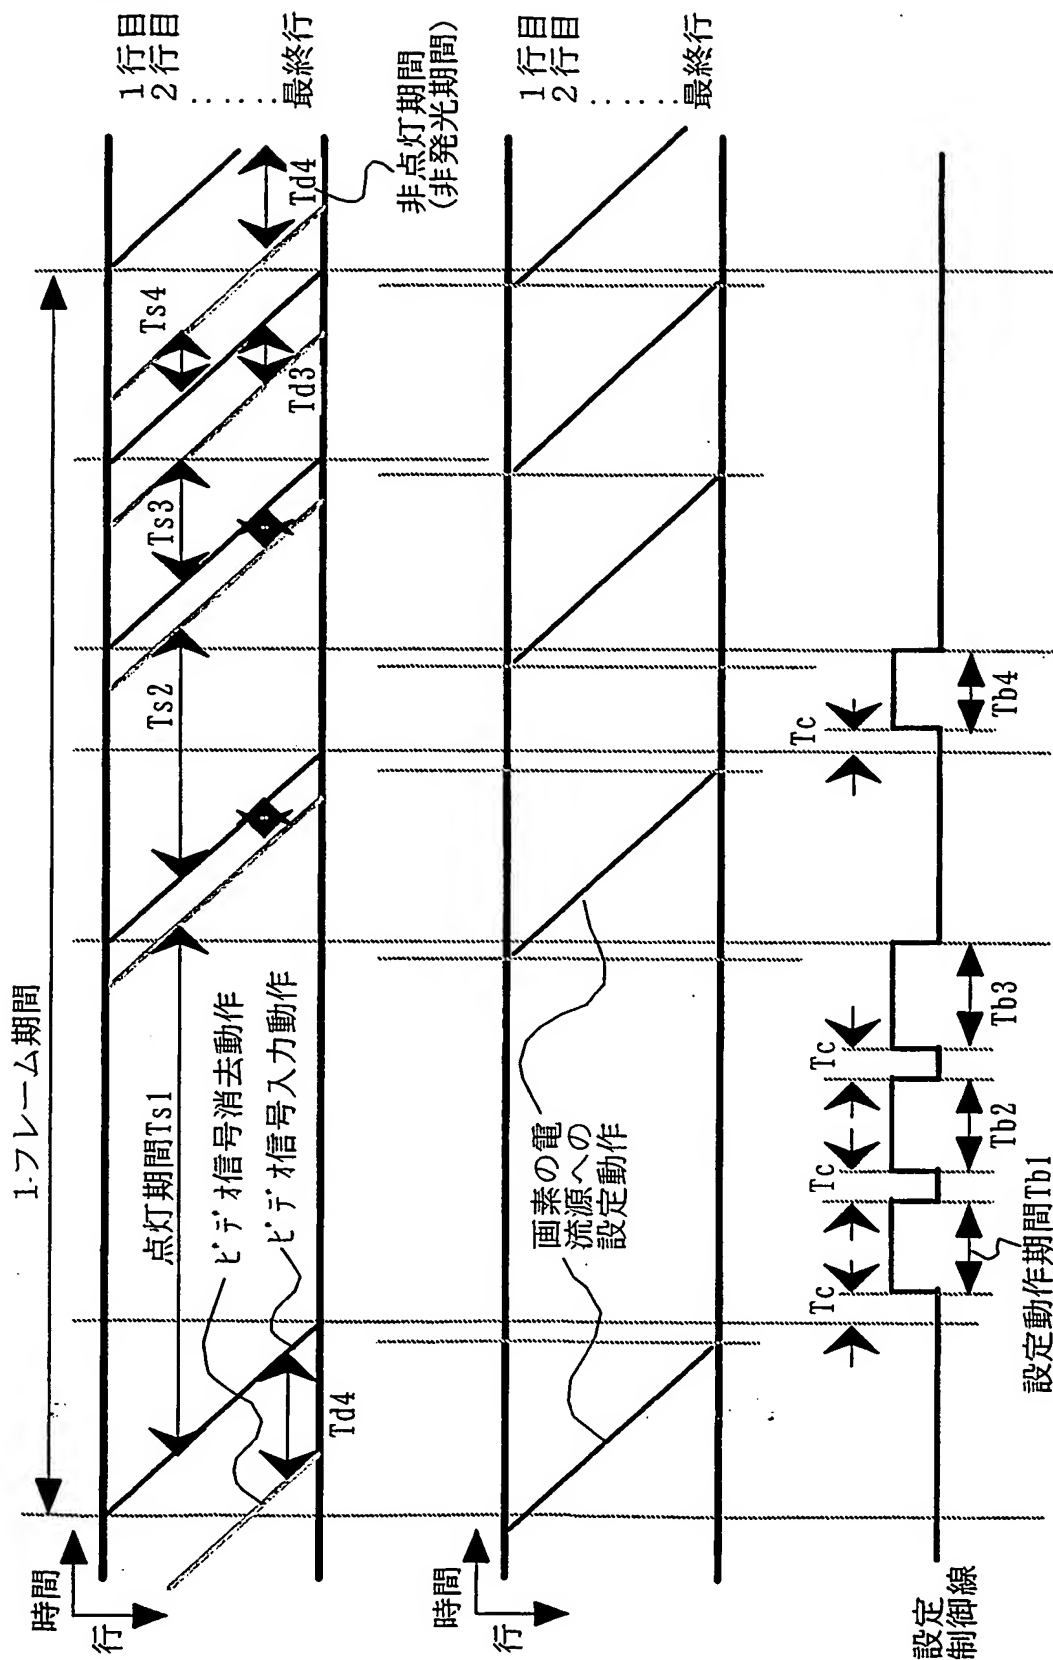 1-フレーム期間
時間
行
点灯期間Ts1
ビデオ信号消去動作
ビデオ信号入力動作
Td4
Ts2
Ts3
Ts4
Td3
Td4
1行目
2行目
......
最終行
非点灯期間
(非発光期間)
時間
行
画素の電
流源への
設定動作
1行目
2行目
......
最終行
設定
制御線
Tc
Tc
Tc
Tc
設定動作期間Tb1
Tb2
Tb3
Tb4